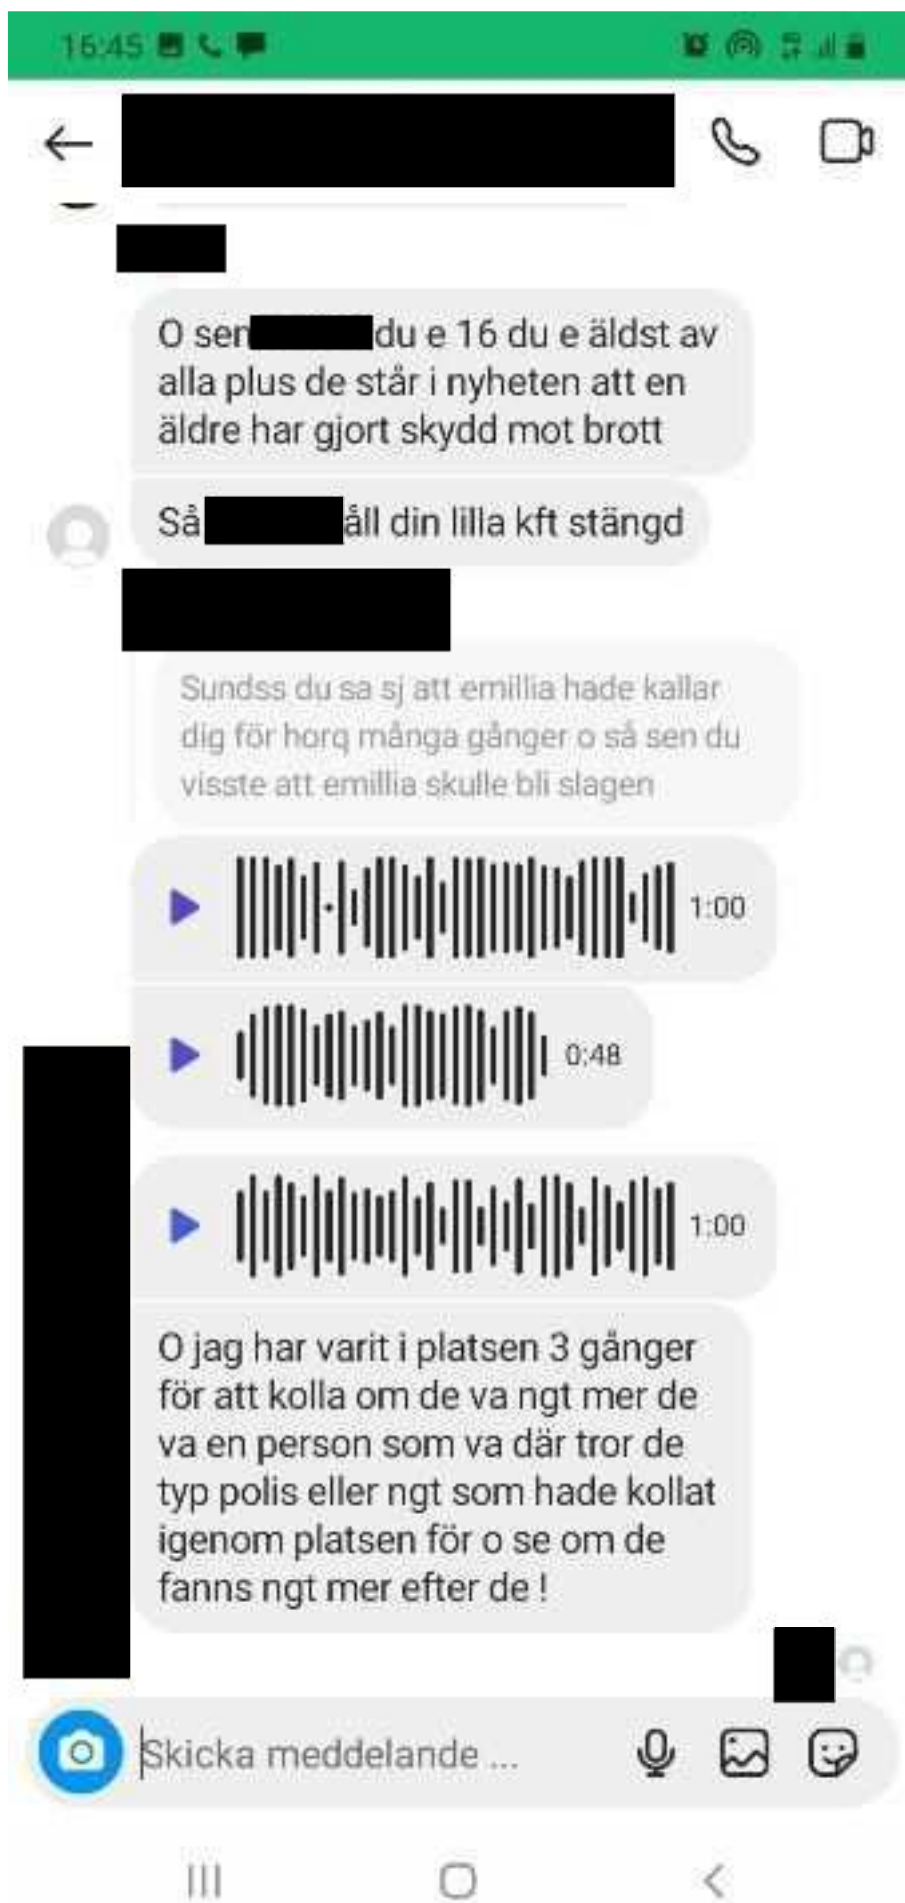 16:45
O sen du e 16 du e äldst av
alla plus de står i nyheten att en
äldre har gjort skydd mot brott
Så åll din lilla kft stängd
Sundss du sa sj att emillia hade kallar
dig för horq många gånger o så sen du
visste att emillia skulle bli slagen
1:00
0:48
1:00
O jag har varit i platsen 3 gånger
för att kolla om de va ngt mer de
va en person som va där tror de
typ polis eller ngt som hade kollat
igenom platsen för o se om de
fanns ngt mer efter de !
Skicka meddelande ...